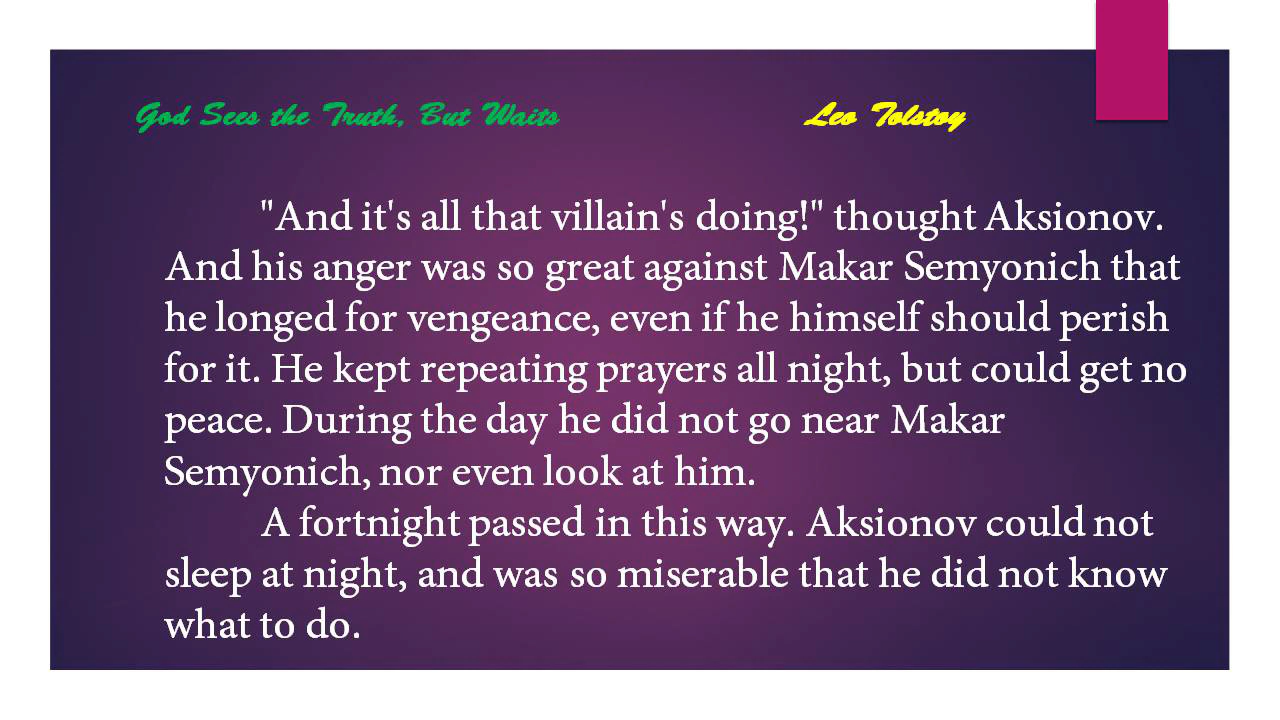 God Sees the Truth, But Waits Leo Tolstoy
"And it's all that villain's doing!" thought Aksionov.
And his anger was so great against Makar Semyonich that
he longed for vengeance, even if he himself should perish
for it. He kept repeating prayers all night, but could get no
peace. During the day he did not go near Makar
Semyonich, nor even look at him.
A fortnight passed in this way. Aksionov could not
sleep at night, and was so miserable that he did not know
what to do.